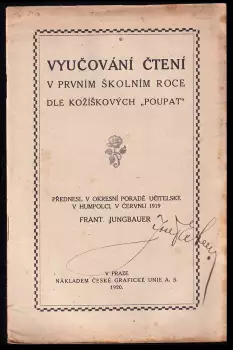 VYUČOVÁNÍ ČTENÍ
V PRVNÍM ŠKOLNÍM ROCE
DLE KOŽÍŠKOVÝCH „POUPAT“
PŘEDNESL V OKRESNÍ PORADĚ UČITELSKÉ
V HUMPOLCI, V ČERVNU 1919
FRANT. JUNGBAUER
V PRAZE
NÁKLADEM ČESKÉ GRAFICKÉ UNIE A. S.
1920.